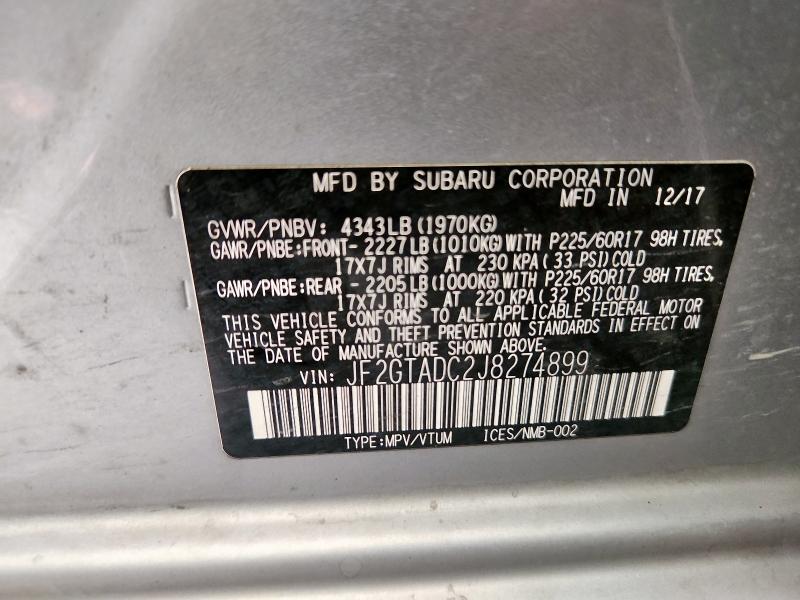 MFD BY SUBARU CORPORATION
MFD IN 12/17
GVWR/PNBV: 4343LB(1970KG)
GAWR/PNBE:FRONT- 2227LB(1010KG)WITH P225/60R17 98H TIRES,
17X7J RIMS AT 230 KPA(33 PSI)COLD
GAWR/PNBE:REAR - 2205LB(1000KG)WITH P225/60R17 98H TIRES,
17X7J RIMS AT 220 KPA(32 PSI)COLD
THIS VEHICLE CONFORMS TO ALL APPLICABLE FEDERAL MOTOR
VEHICLE SAFETY AND THEFT PREVENTION STANDARDS IN EFFECT ON
THE DATE OF MANUFACTURE SHOWN ABOVE.
VIN: JF2GTADC2J8274899
TYPE:MPV/VTUM ICES/NMB-002